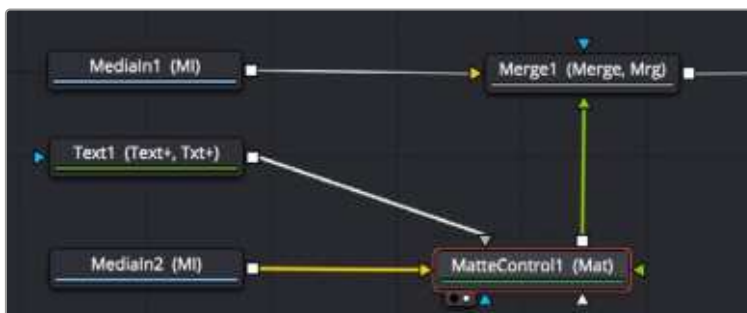 MediaIn1 (MI)
Merge1 (Merge, Mrg)
Text1 (Text+, Txt+)
MediaIn2 (MI)
MatteControl1 (Mat)